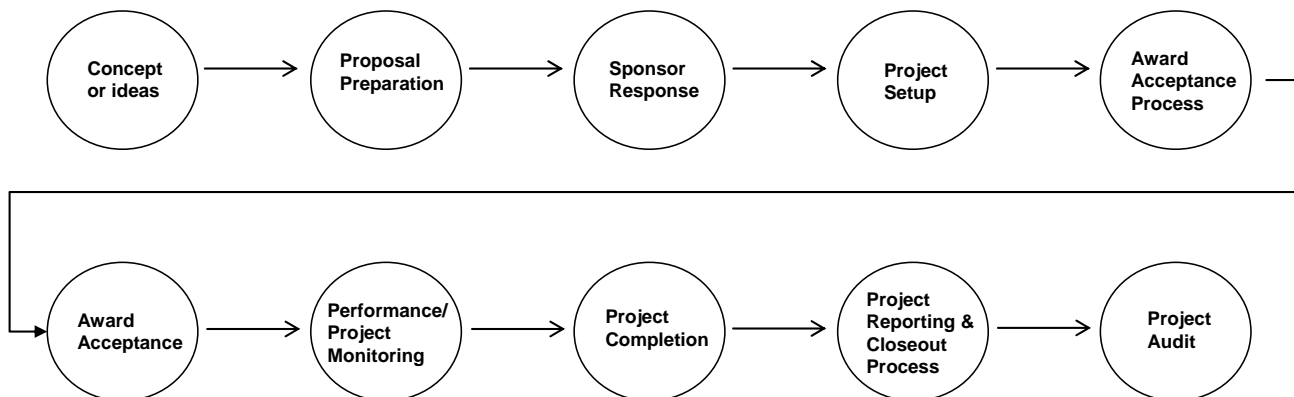 Concept
or ideas
Proposal
Preparation
Sponsor
Response
Project
Setup
Award
Acceptance
Process
Award
Acceptance
Performance/
Project
Monitoring
Project
Completion
Project
Reporting &
Closeout
Process
Project
Audit